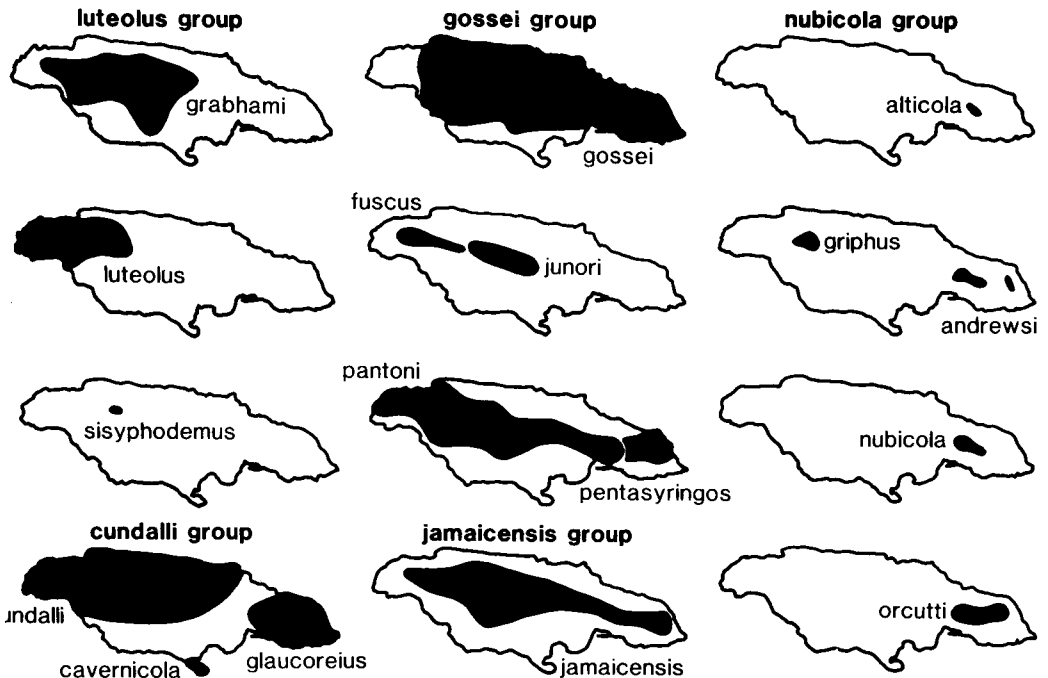 luteolus group
gossei group
nubicola group
grabhami
gossei
alticola
luteolus
fuscus
junori
griphus
andrewsi
sisyphodemus
pantoni
pentasyringos
nubicola
cundalli group
jamaicensis group
undalli
cavernicola
glaucoreius
jamaicensis
orcutti